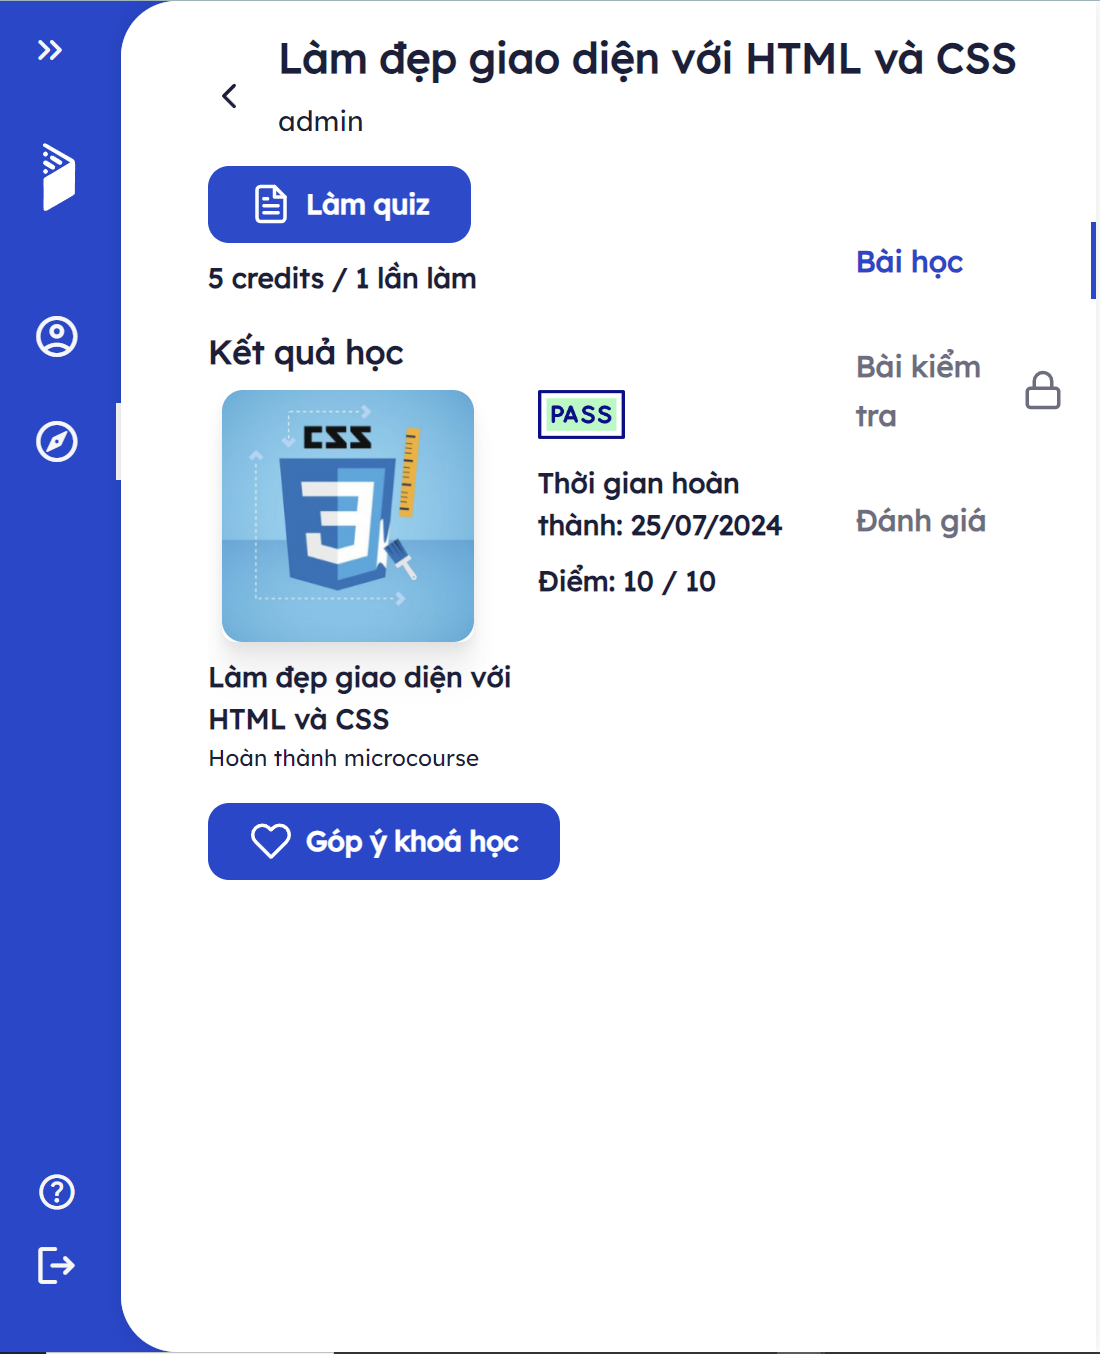 Làm đẹp giao diện với HTML và CSS
admin
Làm quiz
5 credits / 1 lần làm
Kết quả học
CSS
3
PASS
Thời gian hoàn
thành: 25/07/2024
Điểm: 10 / 10
Làm đẹp giao diện với
HTML và CSS
Hoàn thành microcourse
Góp ý khoá học
Bài học
Bài kiểm
tra
Đánh giá